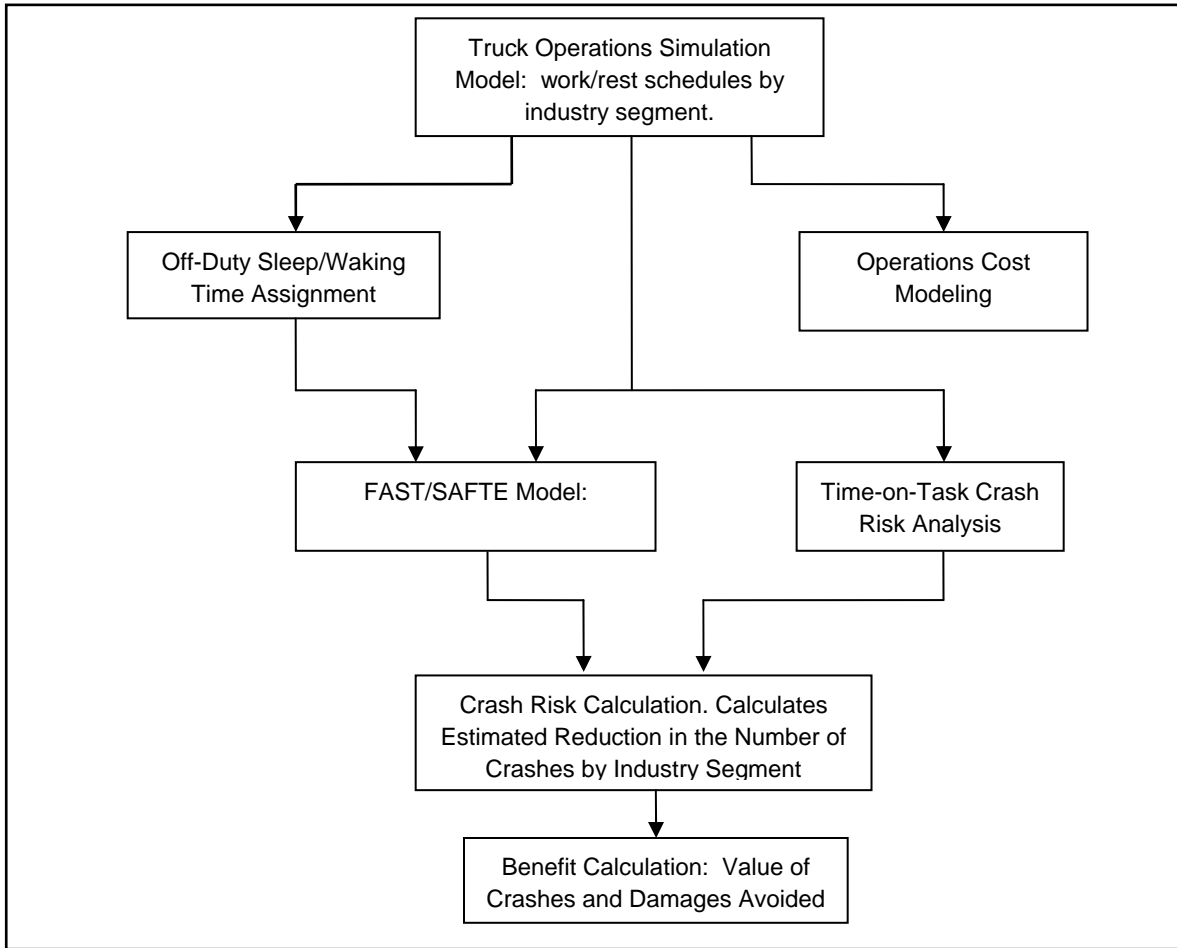 Truck Operations Simulation
Model:  work/rest schedules by
industry segment.
Off-Duty Sleep/Waking
Time Assignment
Operations Cost
Modeling
FAST/SAFTE Model:
Time-on-Task Crash
Risk Analysis
Crash Risk Calculation. Calculates
Estimated Reduction in the Number of
Crashes by Industry Segment
Benefit Calculation:  Value of
Crashes and Damages Avoided